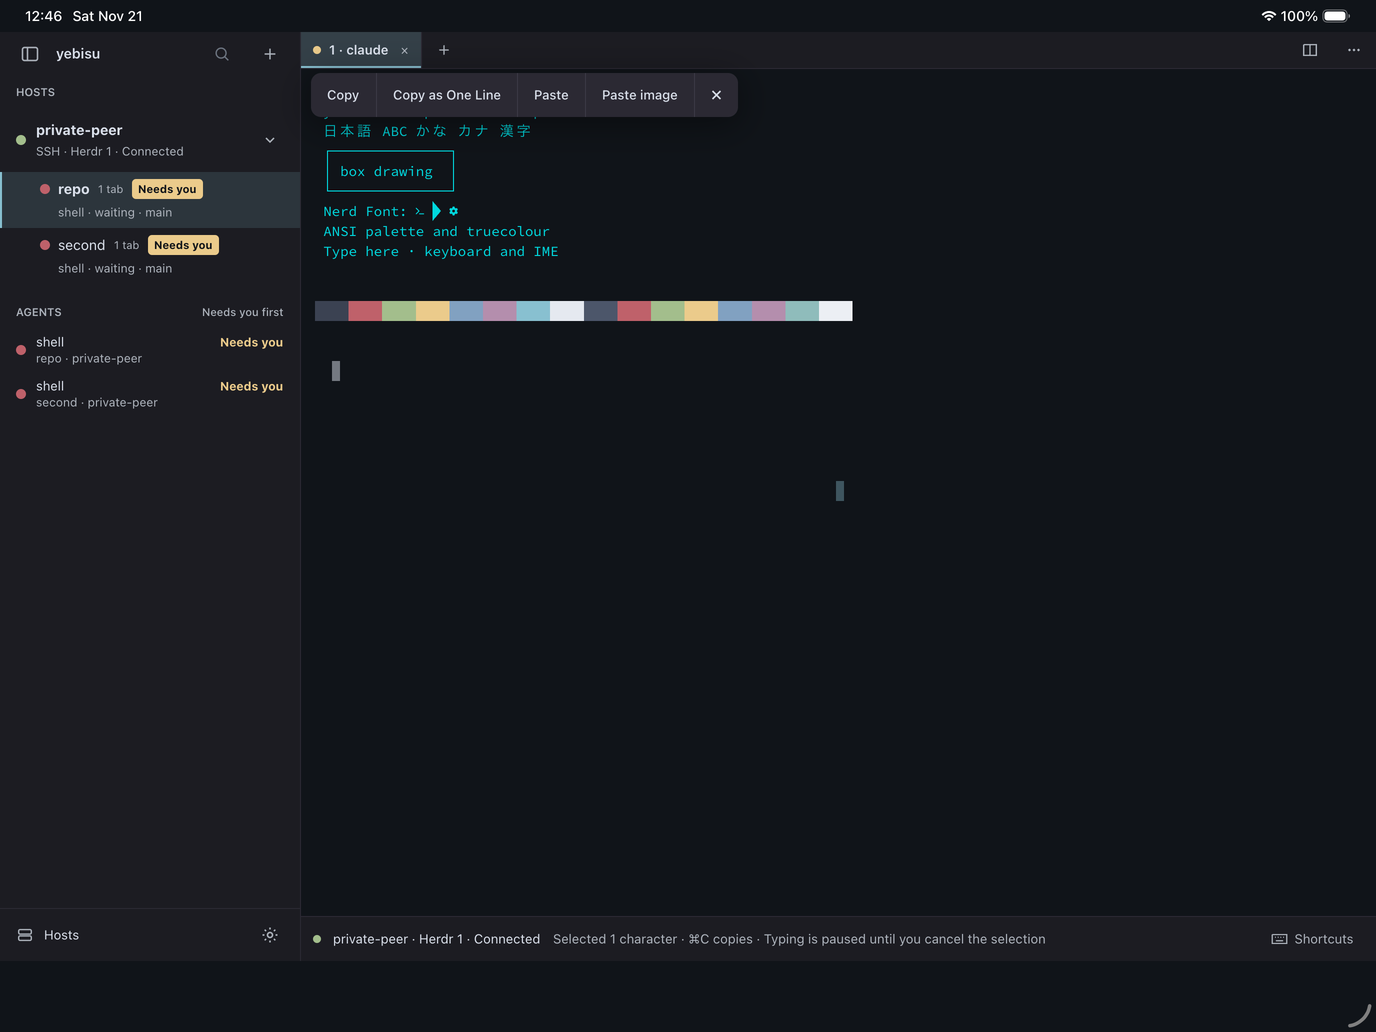 12:46 Sat Nov 21
100%
yebisu
1 · claude
HOSTS
private-peer
SSH · Herdr 1 · Connected
repo 1 tab Needs you
shell · waiting · main
second 1 tab Needs you
shell · waiting · main
AGENTS Needs you first
shell Needs you
repo · private-peer
shell Needs you
second · private-peer
Hosts
Copy
Copy as One Line
Paste
Paste image
日本語 ABC かな カナ 漢字
box drawing
Nerd Font:
ANSI palette and truecolour
Type here · keyboard and IME
private-peer · Herdr 1 · Connected Selected 1 character · ⌘C copies · Typing is paused until you cancel the selection
Shortcuts